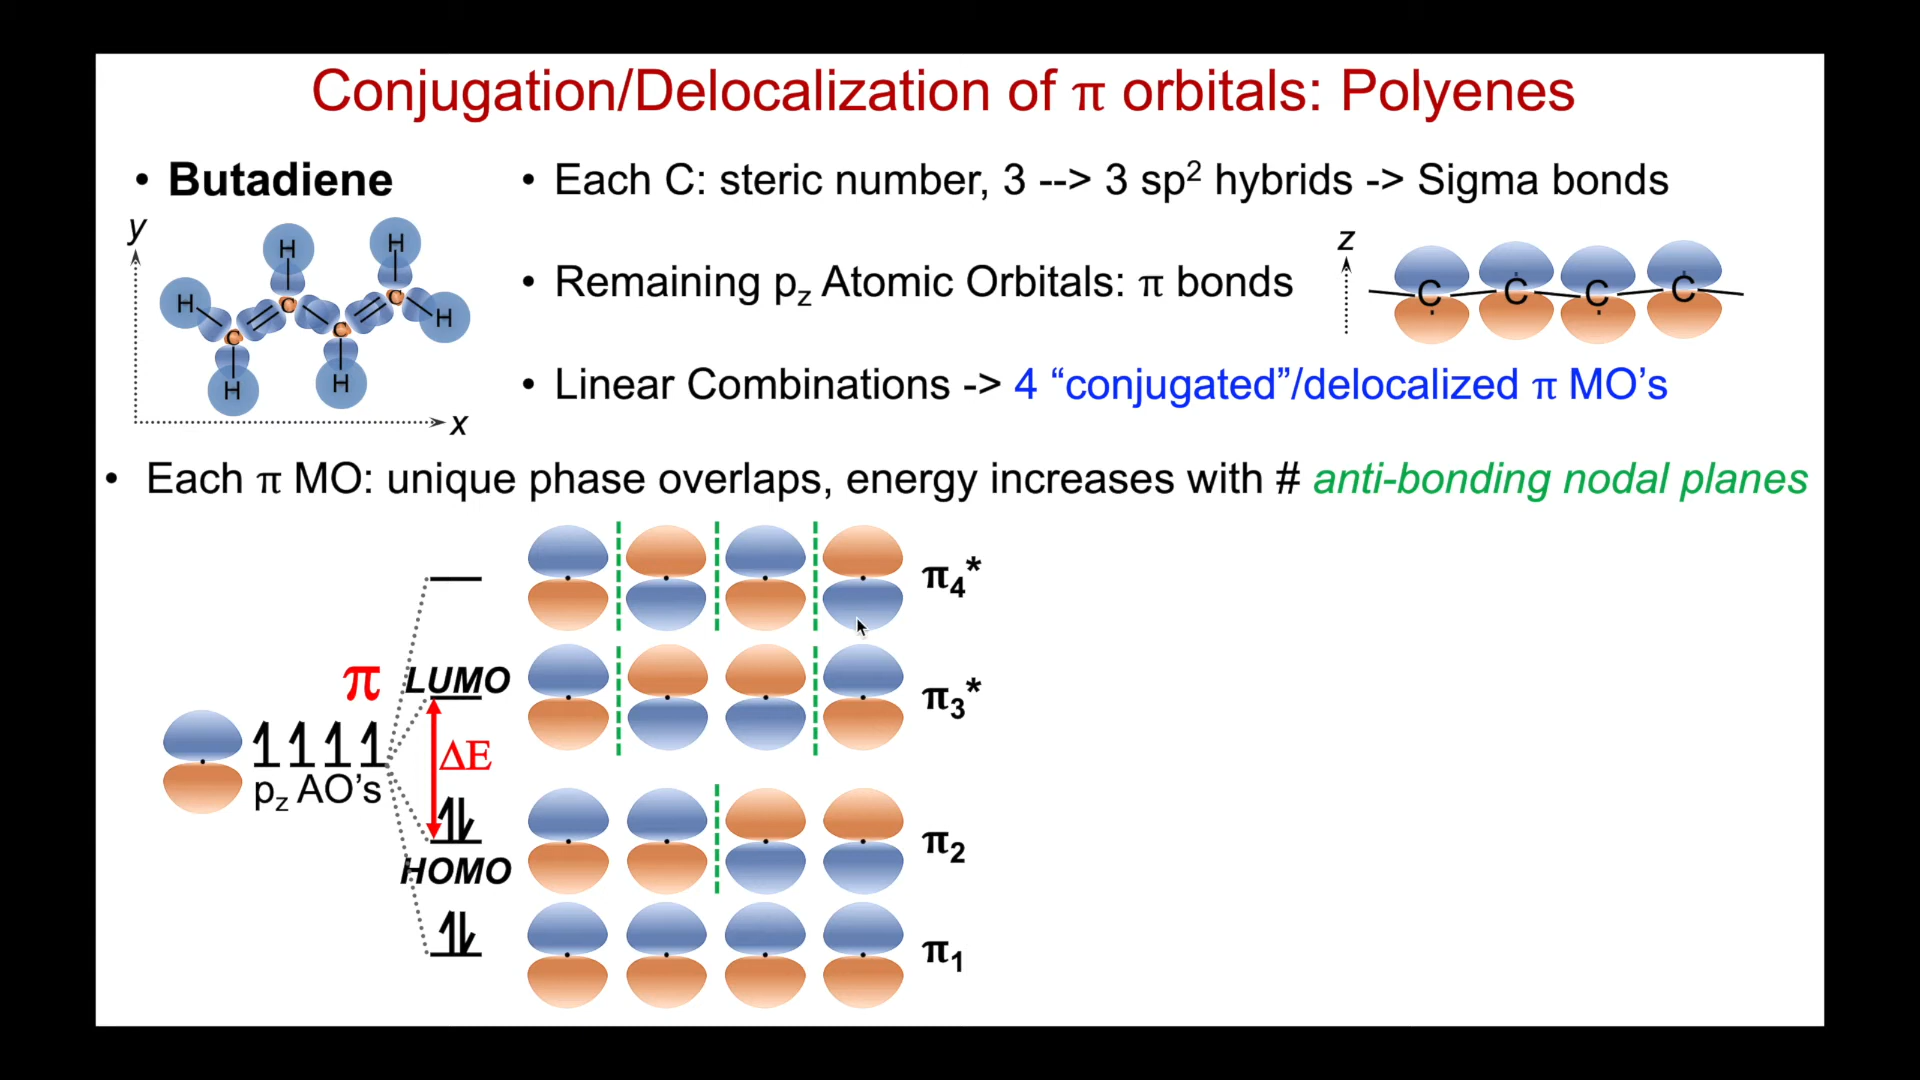 Conjugation/Delocalization of π orbitals: Polyenes
• Butadiene
• Each C: steric number, 3 --> 3 sp² hybrids -> Sigma bonds
y
H
H
H
H
H
H
C
C
C
C
x
• Remaining p_z Atomic Orbitals: π bonds
z
C C C C
• Linear Combinations -> 4 “conjugated”/delocalized π MO’s
• Each π MO: unique phase overlaps, energy increases with # anti-bonding nodal planes
π₄*
π
LUMO
π₃*
ΔE
p_z AO’s
HOMO
π₂
π₁